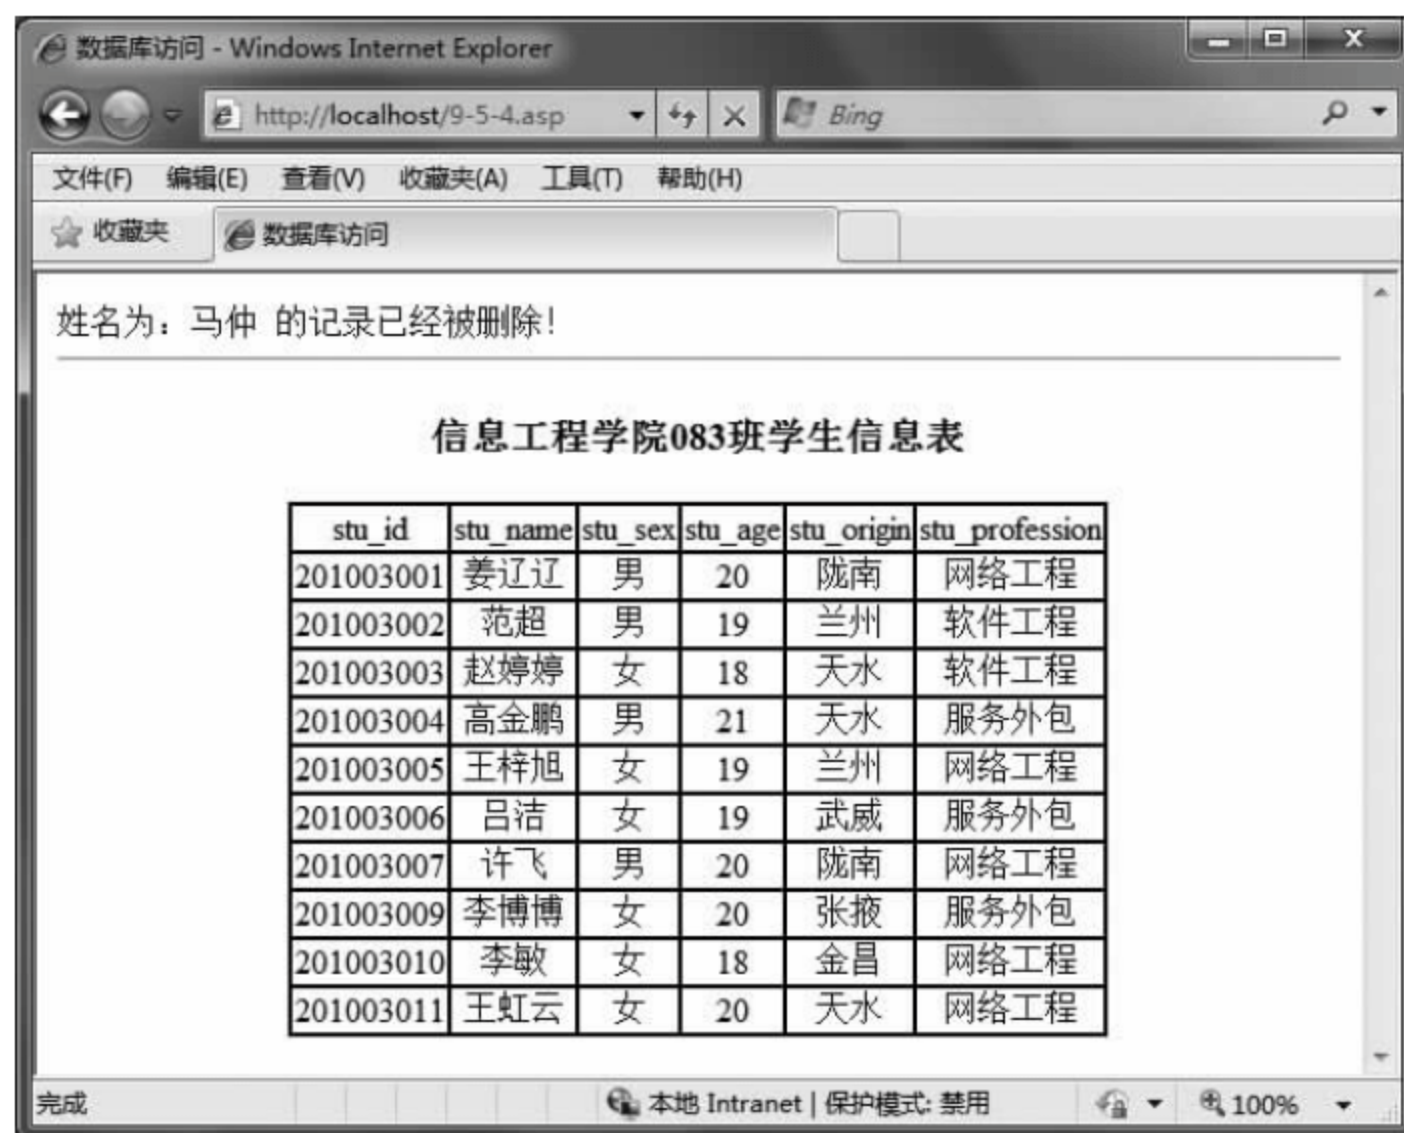 数据库访问 - Windows Internet Explorer
http://localhost/9-5-4.asp Bing
文件(F) 编辑(E) 查看(V) 收藏夹(A) 工具(T) 帮助(H)
收藏夹 数据库访问
姓名为：马仲 的记录已经被删除！
信息工程学院083班学生信息表
stu_id stu_name stu_sex stu_age stu_origin stu_profession
201003001 姜辽辽 男 20 陇南 网络工程
201003002 范超 男 19 兰州 软件工程
201003003 赵婷婷 女 18 天水 软件工程
201003004 高金鹏 男 21 天水 服务外包
201003005 王梓旭 女 19 兰州 网络工程
201003006 吕洁 女 19 武威 服务外包
201003007 许飞 男 20 陇南 网络工程
201003009 李博博 女 20 张掖 服务外包
201003010 李敏 女 18 金昌 网络工程
201003011 王虹云 女 20 天水 网络工程
完成 本地 Intranet | 保护模式: 禁用 100%